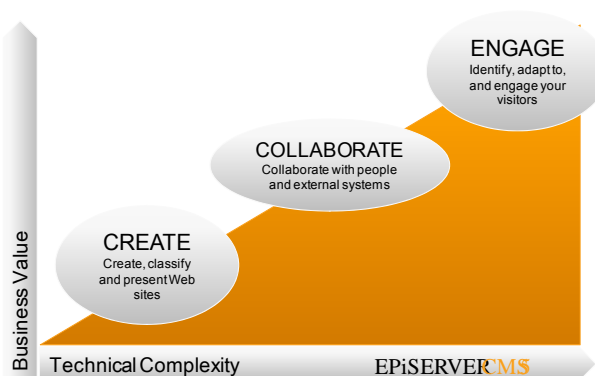 ENGAGE
Identify, adapt to,
and engage your
visitors
COLLABORATE
Collaborate with people
and external systems
CREATE
Create, classify
and present Web
sites
Business Value
Technical Complexity
EPiSERVER CMS5